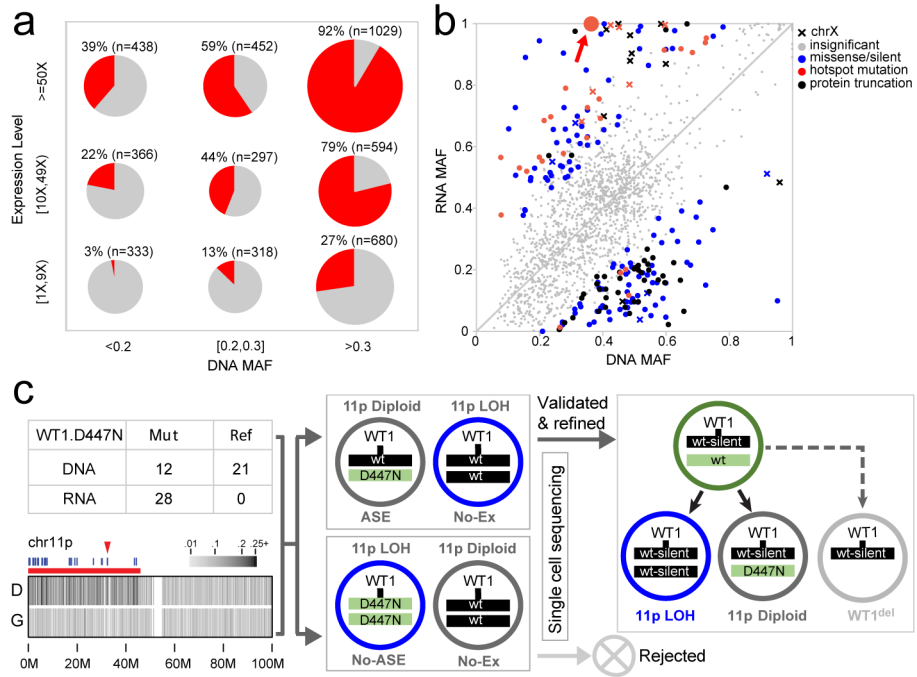 a
Expression Level
>=50X
[10X,49X)
[1X,9X)
39% (n=438)
59% (n=452)
92% (n=1029)
22% (n=366)
44% (n=297)
79% (n=594)
3% (n=333)
13% (n=318)
27% (n=680)
<0.2
[0.2,0.3]
>0.3
DNA MAF
b
RNA MAF
1
0.8
0.6
0.4
0.2
0
0
0.2
0.4
0.6
0.8
1
DNA MAF
chrX
insignificant
missense/silent
hotspot mutation
protein truncation
c
WT1.D447N Mut Ref
DNA 12 21
RNA 28 0
chr11p
.01 .1 .2 .25+
D
G
0M 20M 40M 60M 80M 100M
11p Diploid
11p LOH
WT1
wt
D447N
WT1
wt
wt
ASE
No-Ex
11p LOH
11p Diploid
WT1
D447N
D447N
WT1
wt
wt
No-ASE
No-Ex
Validated
& refined
Single cell sequencing
Rejected
WT1
wt-silent
wt
WT1
wt-silent
wt-silent
WT1
wt-silent
D447N
WT1
wt-silent
11p LOH
11p Diploid
WT1del